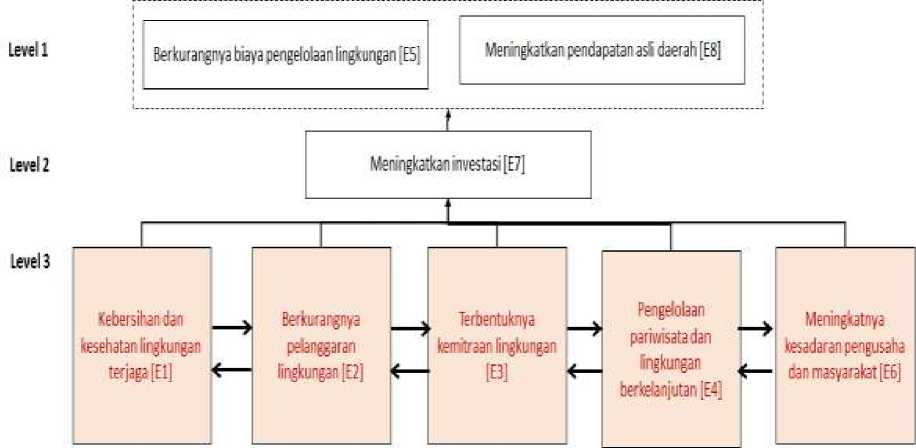 Level 1
Berkurangnya biaya pengelolaan lingkungan [E5]
Meningkatkan pendapatan asli daerah [E8]
Level 2
Meningkatkan investasi [E7]
Level 3
Kebersihan dan
kesehatan lingkungan
terjaga [E1]
Berkurangnya
pelanggaran
lingkungan [E2]
Terbentuknya
kemitraan lingkungan
[E3]
Pengelolaan
pariwisata dan
lingkungan
berkelanjutan [E4]
Meningkatnya
kesadaran pengusaha
dan masyarakat [E6]